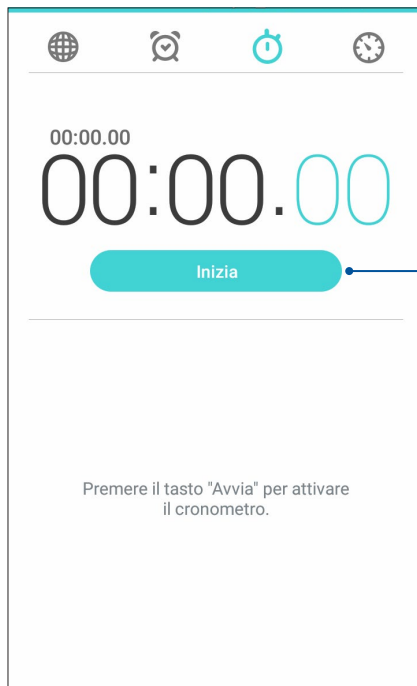 00:00.00
00:00.00
Inizia
Premere il tasto "Avvia" per attivare
il cronometro.